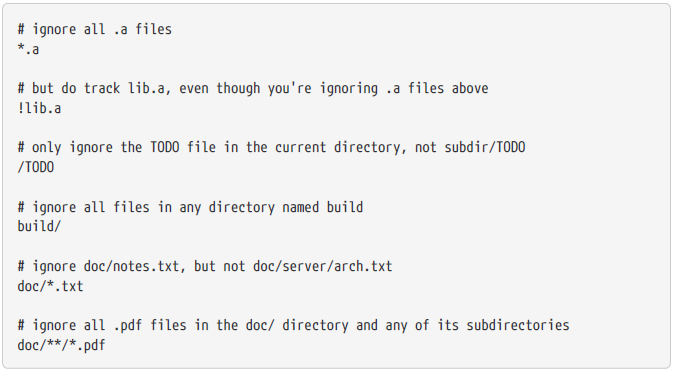 # ignore all .a files
*.a
# but do track lib.a, even though you're ignoring .a files above
!lib.a
# only ignore the TODO file in the current directory, not subdir/TODO
/TODO
# ignore all files in any directory named build
build/
# ignore doc/notes.txt, but not doc/server/arch.txt
doc/*.txt
# ignore all .pdf files in the doc/ directory and any of its subdirectories
doc/**/*.pdf